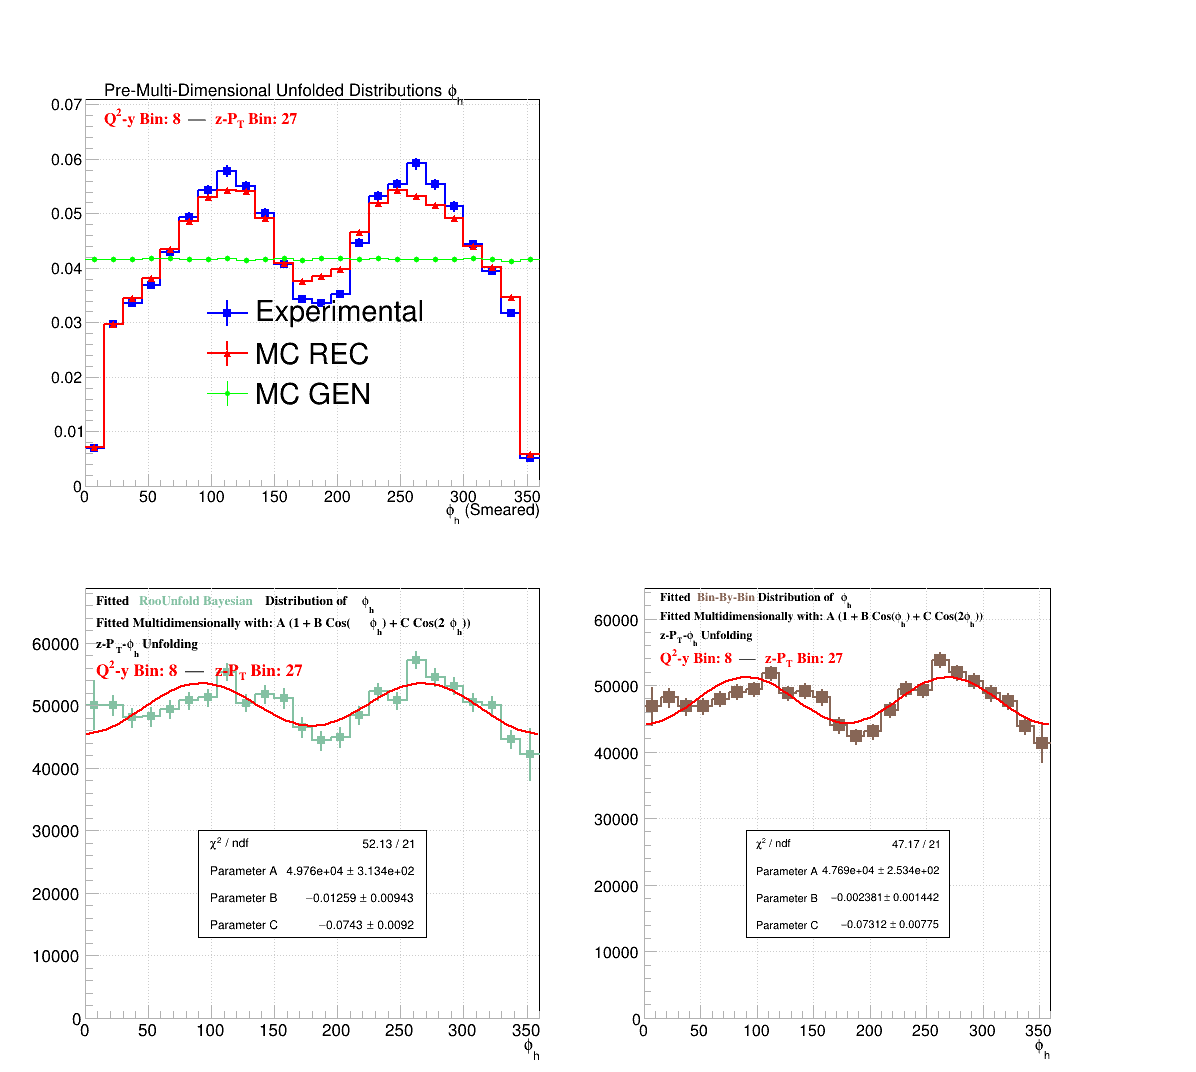 Pre-Multi-Dimensional Unfolded Distributions ϕh
Q²-y Bin: 8 — z-PT Bin: 27
0.07
0.06
0.05
0.04
0.03
0.02
0.01
0
Experimental
MC REC
MC GEN
0 50 100 150 200 250 300 350
ϕh (Smeared)
Fitted RooUnfold Bayesian Distribution of ϕh
Fitted Multidimensionally with: A (1 + B Cos( ϕh) + C Cos(2 ϕh))
z-PT-ϕh Unfolding
Q²-y Bin: 8 — z-PT Bin: 27
60000
50000
40000
30000
20000
10000
0
χ² / ndf 52.13 / 21
Parameter A 4.976e+04 ± 3.134e+02
Parameter B −0.01259 ± 0.00943
Parameter C −0.0743 ± 0.0092
0 50 100 150 200 250 300 350
ϕh
Fitted Bin-By-Bin Distribution of ϕh
Fitted Multidimensionally with: A (1 + B Cos(ϕh) + C Cos(2ϕh))
z-PT-ϕh Unfolding
Q²-y Bin: 8 — z-PT Bin: 27
60000
50000
40000
30000
20000
10000
0
χ² / ndf 47.17 / 21
Parameter A 4.769e+04 ± 2.534e+02
Parameter B −0.002381 ± 0.001442
Parameter C −0.07312 ± 0.00775
0 50 100 150 200 250 300 350
ϕh